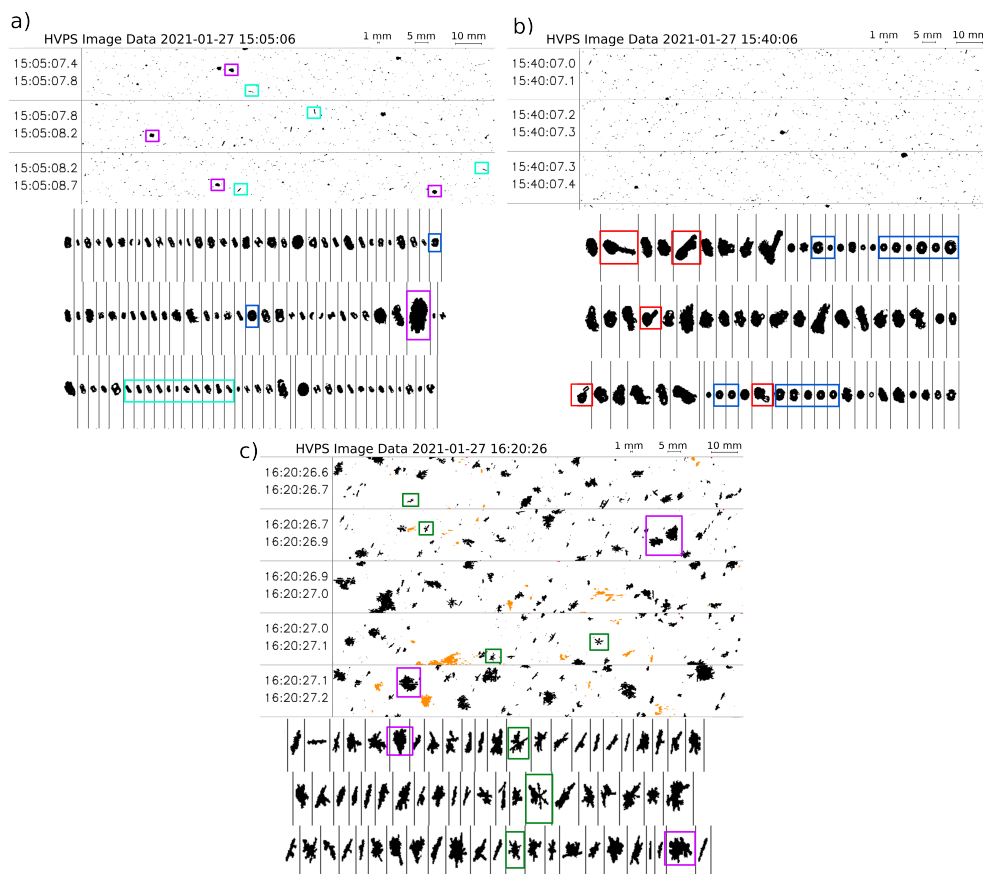 a)
HVPS Image Data 2021-01-27 15:05:06
1 mm 5 mm 10 mm
15:05:07.4
15:05:07.8
15:05:07.8
15:05:08.2
15:05:08.2
15:05:08.7
b)
HVPS Image Data 2021-01-27 15:40:06
1 mm 5 mm 10 mm
15:40:07.0
15:40:07.1
15:40:07.2
15:40:07.3
15:40:07.3
15:40:07.4
c)
HVPS Image Data 2021-01-27 16:20:26
1 mm 5 mm 10 mm
16:20:26.6
16:20:26.7
16:20:26.7
16:20:26.9
16:20:26.9
16:20:27.0
16:20:27.0
16:20:27.1
16:20:27.1
16:20:27.2